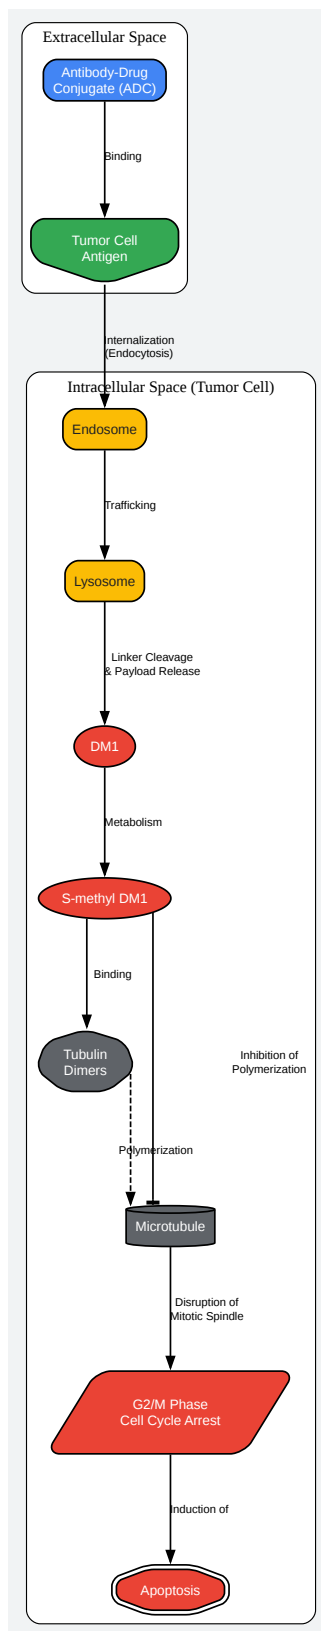 Extracellular Space
Antibody-Drug
Conjugate (ADC)
Binding
Tumor Cell
Antigen
Internalization
(Endocytosis)
Intracellular Space (Tumor Cell)
Endosome
Trafficking
Lysosome
Linker Cleavage
& Payload Release
DM1
Metabolism
S-methyl DM1
Binding
Tubulin
Dimers
Inhibition of
Polymerization
Polymerization
Microtubule
Disruption of
Mitotic Spindle
G2/M Phase
Cell Cycle Arrest
Induction of
Apoptosis